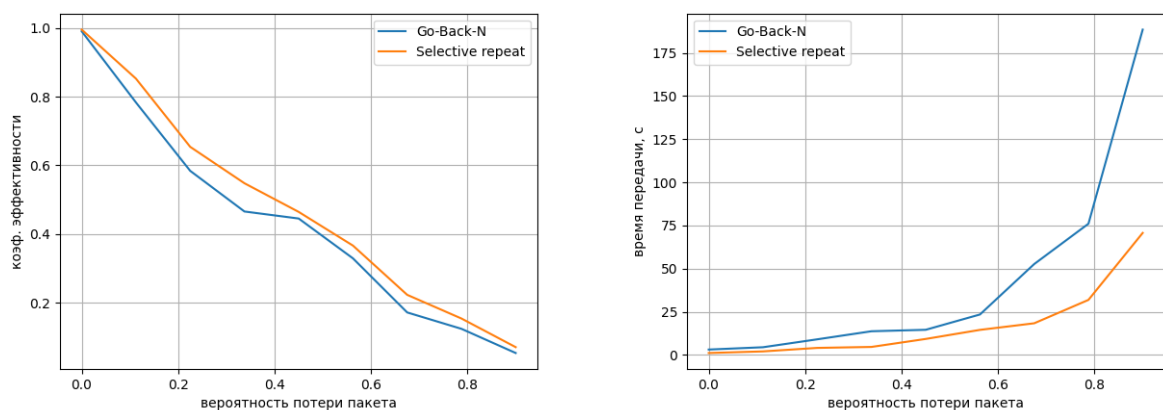 коэф. эффективности
1.0
0.8
0.6
0.4
0.2
Go-Back-N
Selective repeat
0.0 0.2 0.4 0.6 0.8
вероятность потери пакета
время передачи, с
175
150
125
100
75
50
25
0
Go-Back-N
Selective repeat
0.0 0.2 0.4 0.6 0.8
вероятность потери пакета